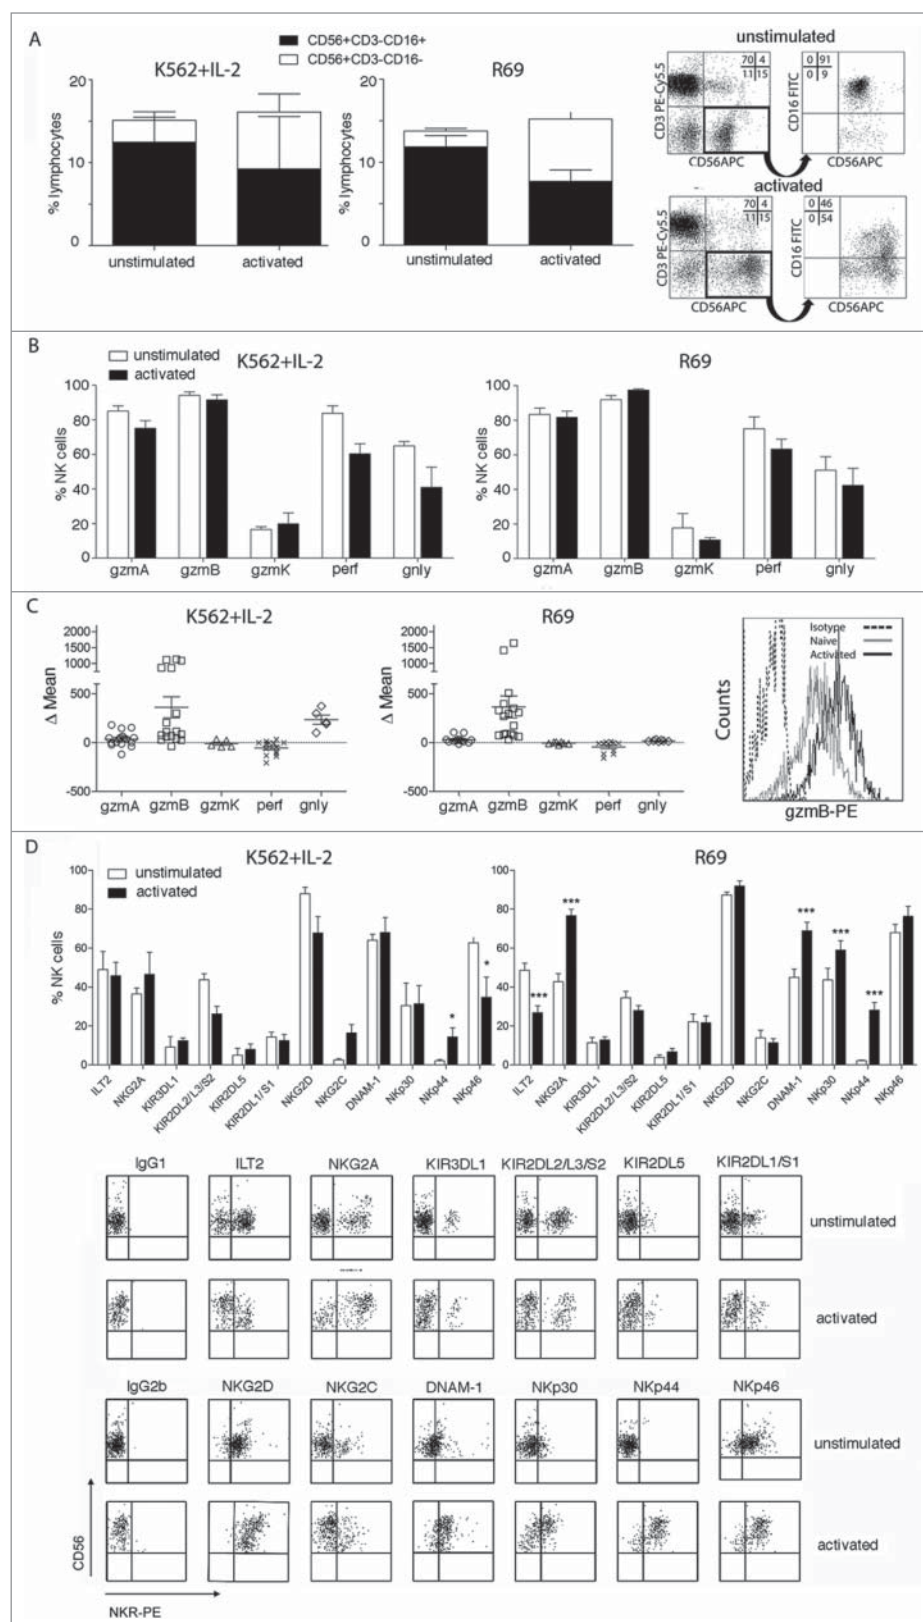 A
CD56+CD3-CD16+
CD56+CD3-CD16-
K562+IL-2
R69
% lymphocytes
20
10
0
unstimulated
activated
% lymphocytes
20
10
0
unstimulated
activated
unstimulated
CD3 PE-Cy5.5
70 4
11 15
CD56APC
CD16 FITC
0 91
0 9
CD56APC
activated
CD3 PE-Cy5.5
70 4
11 15
CD56APC
CD16 FITC
0 46
0 54
CD56APC
B
unstimulated
activated
K562+IL-2
R69
% NK cells
100
80
60
40
20
0
gzmA gzmB gzmK perf gnly
% NK cells
100
80
60
40
20
0
gzmA gzmB gzmK perf gnly
C
K562+IL-2
R69
Δ Mean
2000
1500
1000
500
0
-500
gzmA gzmB gzmK perf gnly
Δ Mean
2000
1500
1000
500
0
-500
gzmA gzmB gzmK perf gnly
Isotype
Naive
Activated
Counts
gzmB-PE
D
K562+IL-2
R69
unstimulated
activated
% NK cells
100
80
60
40
20
0
* * 
ILT2 NKG2A KIR3DL1 KIR2DL2/L3/S2 KIR2DL5 KIR2DL1/S1 NKG2D NKG2C DNAM-1 NKp30 NKp44 NKp46
100
80
60
40
20
0
*** *** *** *** ***
ILT2 NKG2A KIR3DL1 KIR2DL2/L3/S2 KIR2DL5 KIR2DL1/S1 NKG2D NKG2C DNAM-1 NKp30 NKp44 NKp46
IgG1 ILT2 NKG2A KIR3DL1 KIR2DL2/L3/S2 KIR2DL5 KIR2DL1/S1
unstimulated
activated
IgG2b NKG2D NKG2C DNAM-1 NKp30 NKp44 NKp46
unstimulated
activated
CD56
NKR-PE